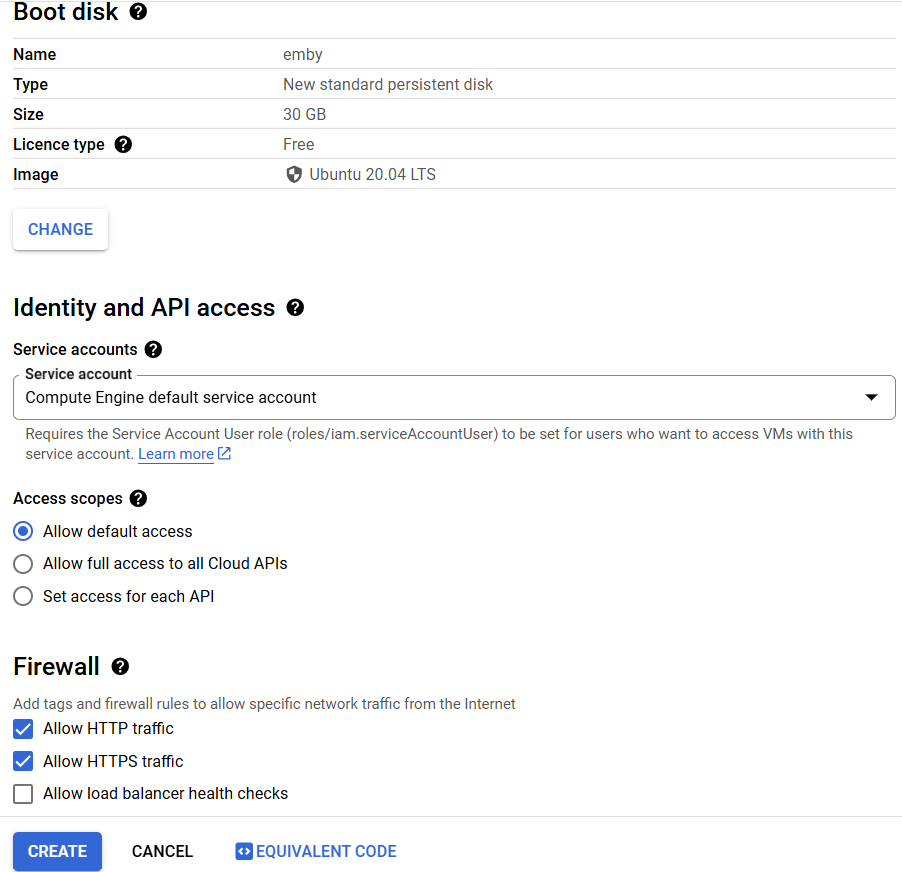 Boot disk
Name emby
Type New standard persistent disk
Size 30 GB
Licence type Free
Image Ubuntu 20.04 LTS
CHANGE
Identity and API access
Service accounts
Service account
Compute Engine default service account
Requires the Service Account User role (roles/iam.serviceAccountUser) to be set for users who want to access VMs with this
service account. Learn more
Access scopes
Allow default access
Allow full access to all Cloud APIs
Set access for each API
Firewall
Add tags and firewall rules to allow specific network traffic from the Internet
Allow HTTP traffic
Allow HTTPS traffic
Allow load balancer health checks
CREATE CANCEL EQUIVALENT CODE